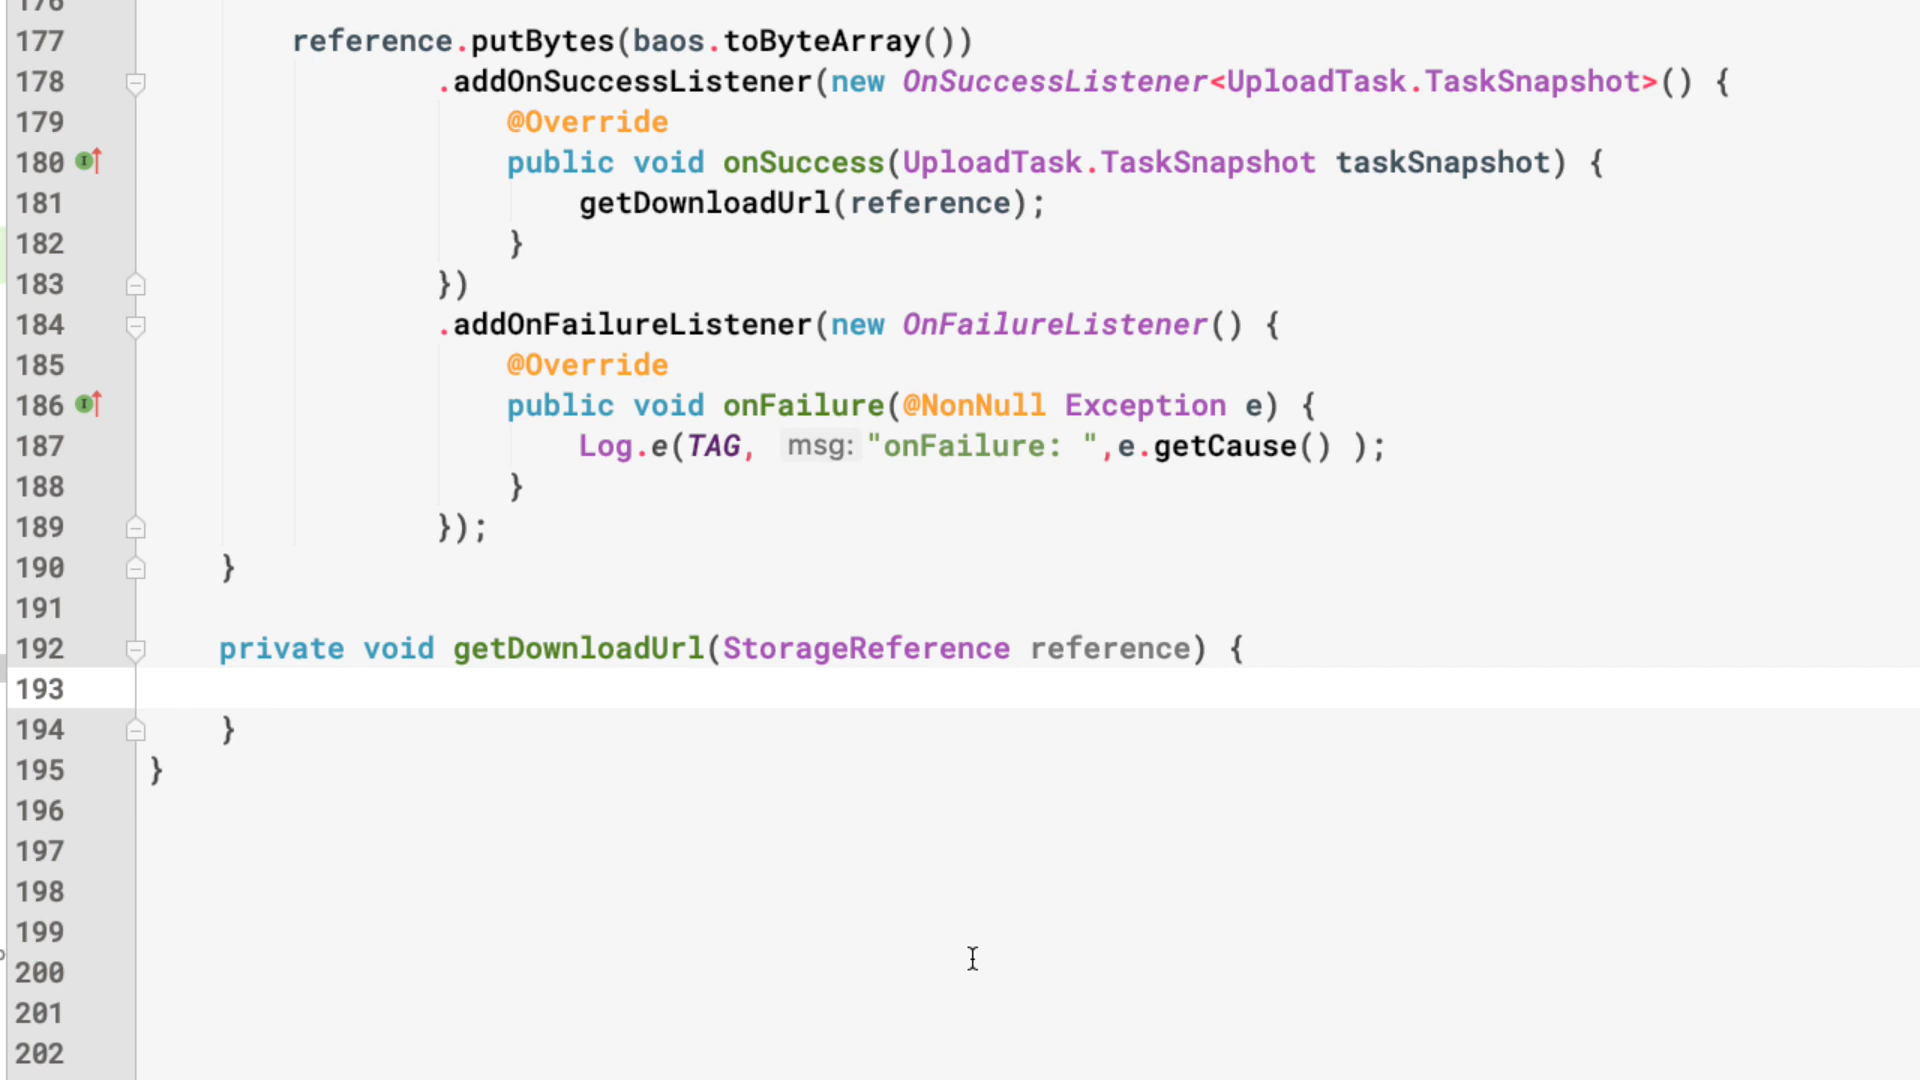 176
177 reference.putBytes(baos.toByteArray())
178 .addOnSuccessListener(new OnSuccessListener<UploadTask.TaskSnapshot>() {
179 @Override
180 public void onSuccess(UploadTask.TaskSnapshot taskSnapshot) {
181 getDownloadUrl(reference);
182 }
183 })
184 .addOnFailureListener(new OnFailureListener() {
185 @Override
186 public void onFailure(@NonNull Exception e) {
187 Log.e(TAG, msg: "onFailure: ",e.getCause() );
188 }
189 });
190 }
191
192 private void getDownloadUrl(StorageReference reference) {
193
194 }
195 }
196
197
198
199
200
201
202